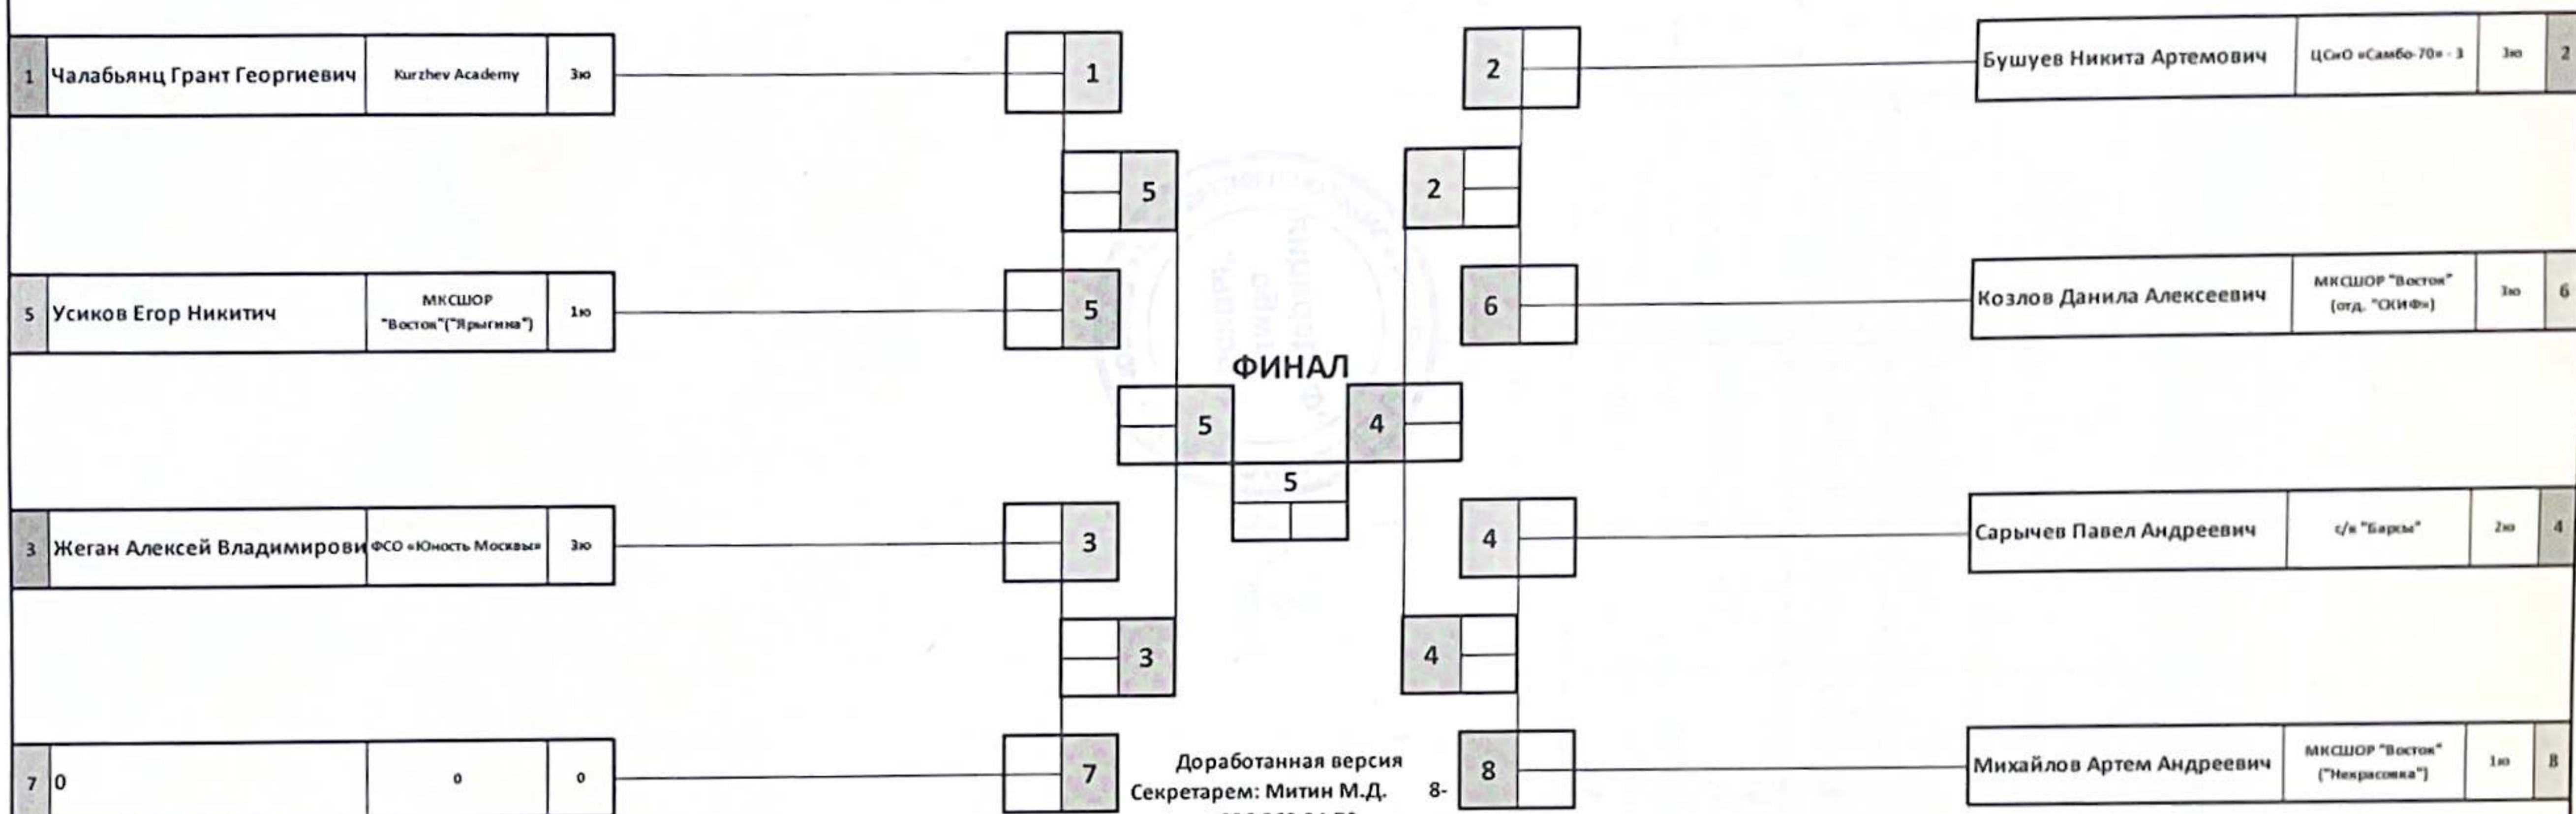 1 Чалабьянц Грант Георгиевич Kurzhev Academy 3ю 1
2 Бушуев Никита Артемович ЦСиО «Самбо-70» - 3 3ю 2
5
2
5 Усиков Егор Никитич МКСШОР
"Восток"("Ярыгина") 1ю 5
6 Козлов Данила Алексеевич МКСШОР "Восток"
(отд. "СКИФ») 3ю 6
ФИНАЛ
5
4
5
3 Жеган Алексей Владимирови ФСО «Юность Москвы» 3ю 3
4 Сарычев Павел Андреевич с/к "Барсы" 2ю 4
3
4
7 0 0 0 7
Доработанная версия
Секретарем: Митин М.Д. 8-
8 Михайлов Артем Андреевич МКСШОР "Восток"
("Некрасовка") 1ю 8